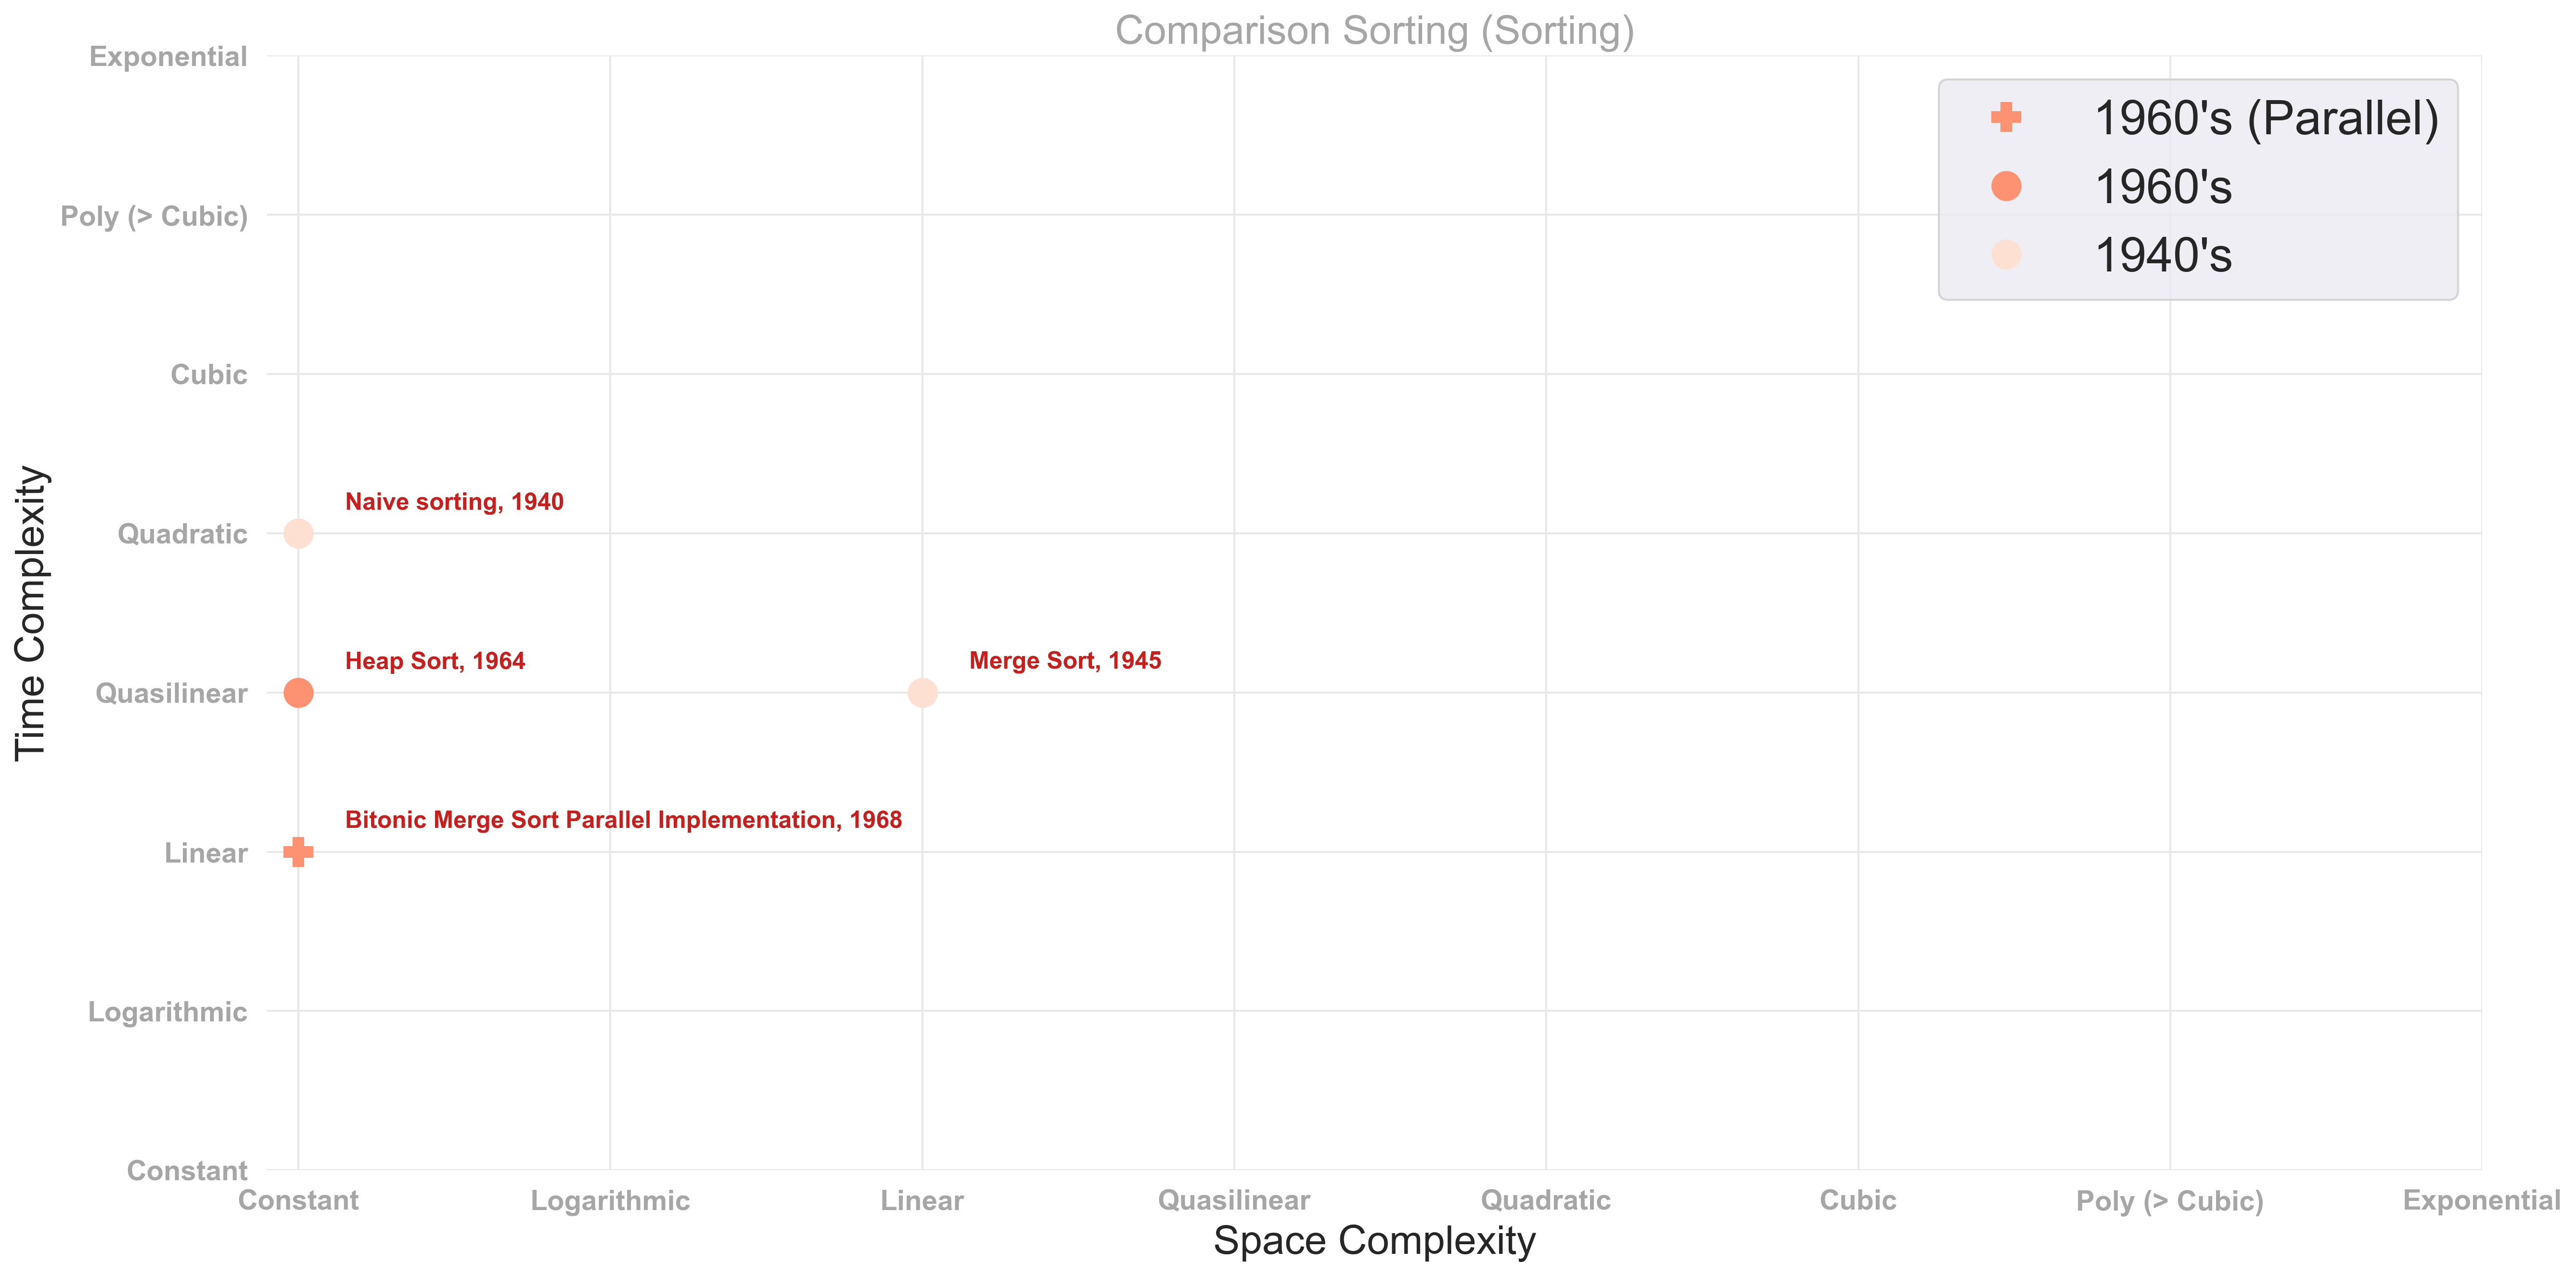 Comparison Sorting (Sorting)
Exponential
Poly (> Cubic)
Cubic
Quadratic
Quasilinear
Linear
Logarithmic
Constant
Time Complexity
1960's (Parallel)
1960's
1940's
Naive sorting, 1940
Heap Sort, 1964
Merge Sort, 1945
Bitonic Merge Sort Parallel Implementation, 1968
Constant
Logarithmic
Linear
Quasilinear
Quadratic
Cubic
Poly (> Cubic)
Exponential
Space Complexity